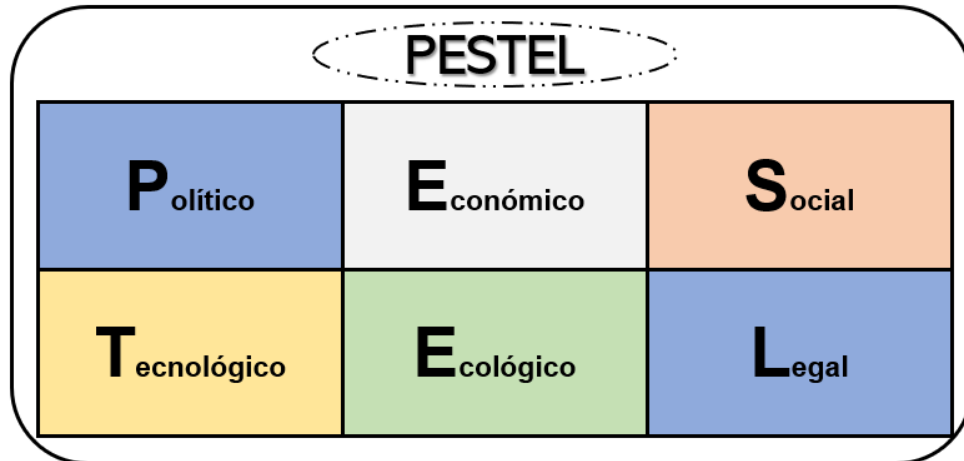 PESTEL
Político
Económico
Social
Tecnológico
Ecológico
Legal